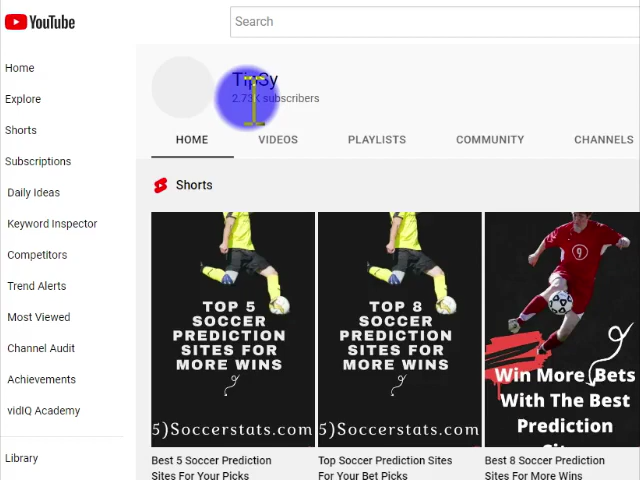 YouTube
Search
Home
Explore
Shorts
Subscriptions
Daily Ideas
Keyword Inspector
Competitors
Trend Alerts
Most Viewed
Channel Audit
Achievements
vidIQ Academy
Library
TipSy
2.73K subscribers
HOME VIDEOS PLAYLISTS COMMUNITY CHANNELS
Shorts
TOP 5
SOCCER
PREDICTION
SITES FOR
MORE WINS
5)Soccerstats.com
Best 5 Soccer Prediction
Sites For Your Picks
TOP 8
SOCCER
PREDICTION
SITES FOR
MORE WINS
5)Soccerstats.com
Top Soccer Prediction Sites
For Your Bet Picks
9
Win More Bets
With The Best
Prediction
Best 8 Soccer Prediction
Sites For More Wins